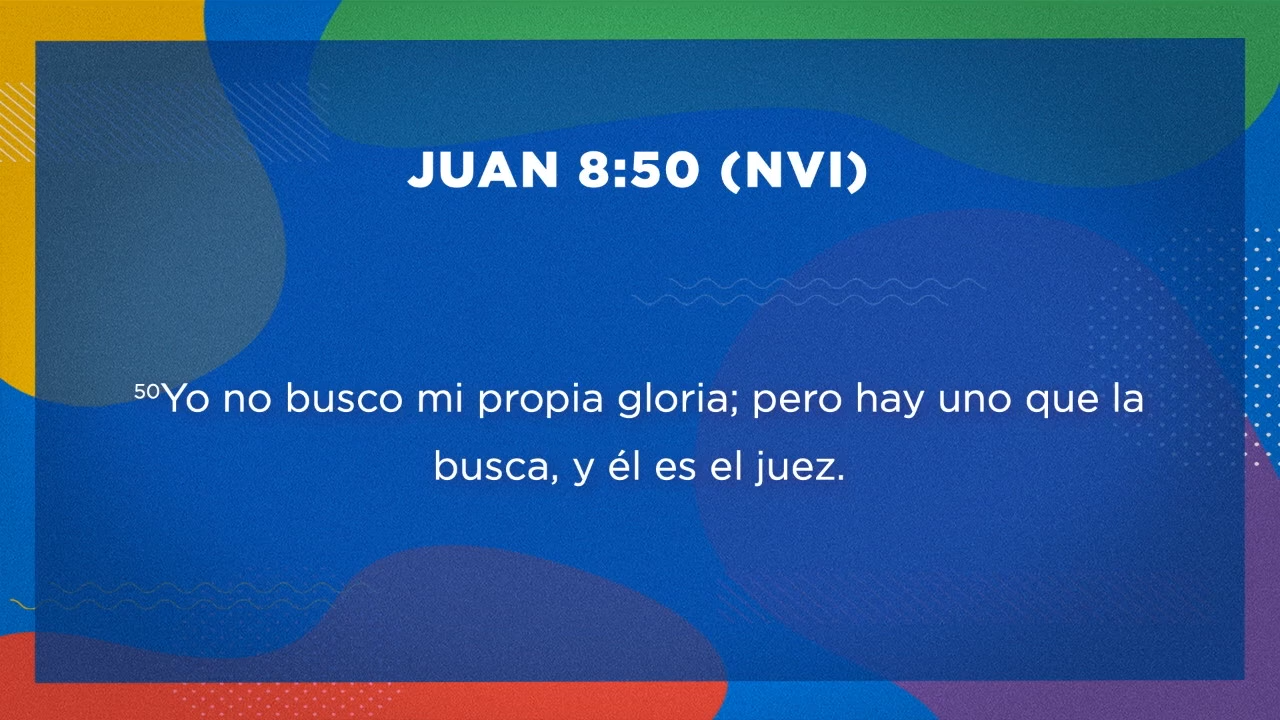 JUAN 8:50 (NVI)
⁵⁰Yo no busco mi propia gloria; pero hay uno que la
busca, y él es el juez.